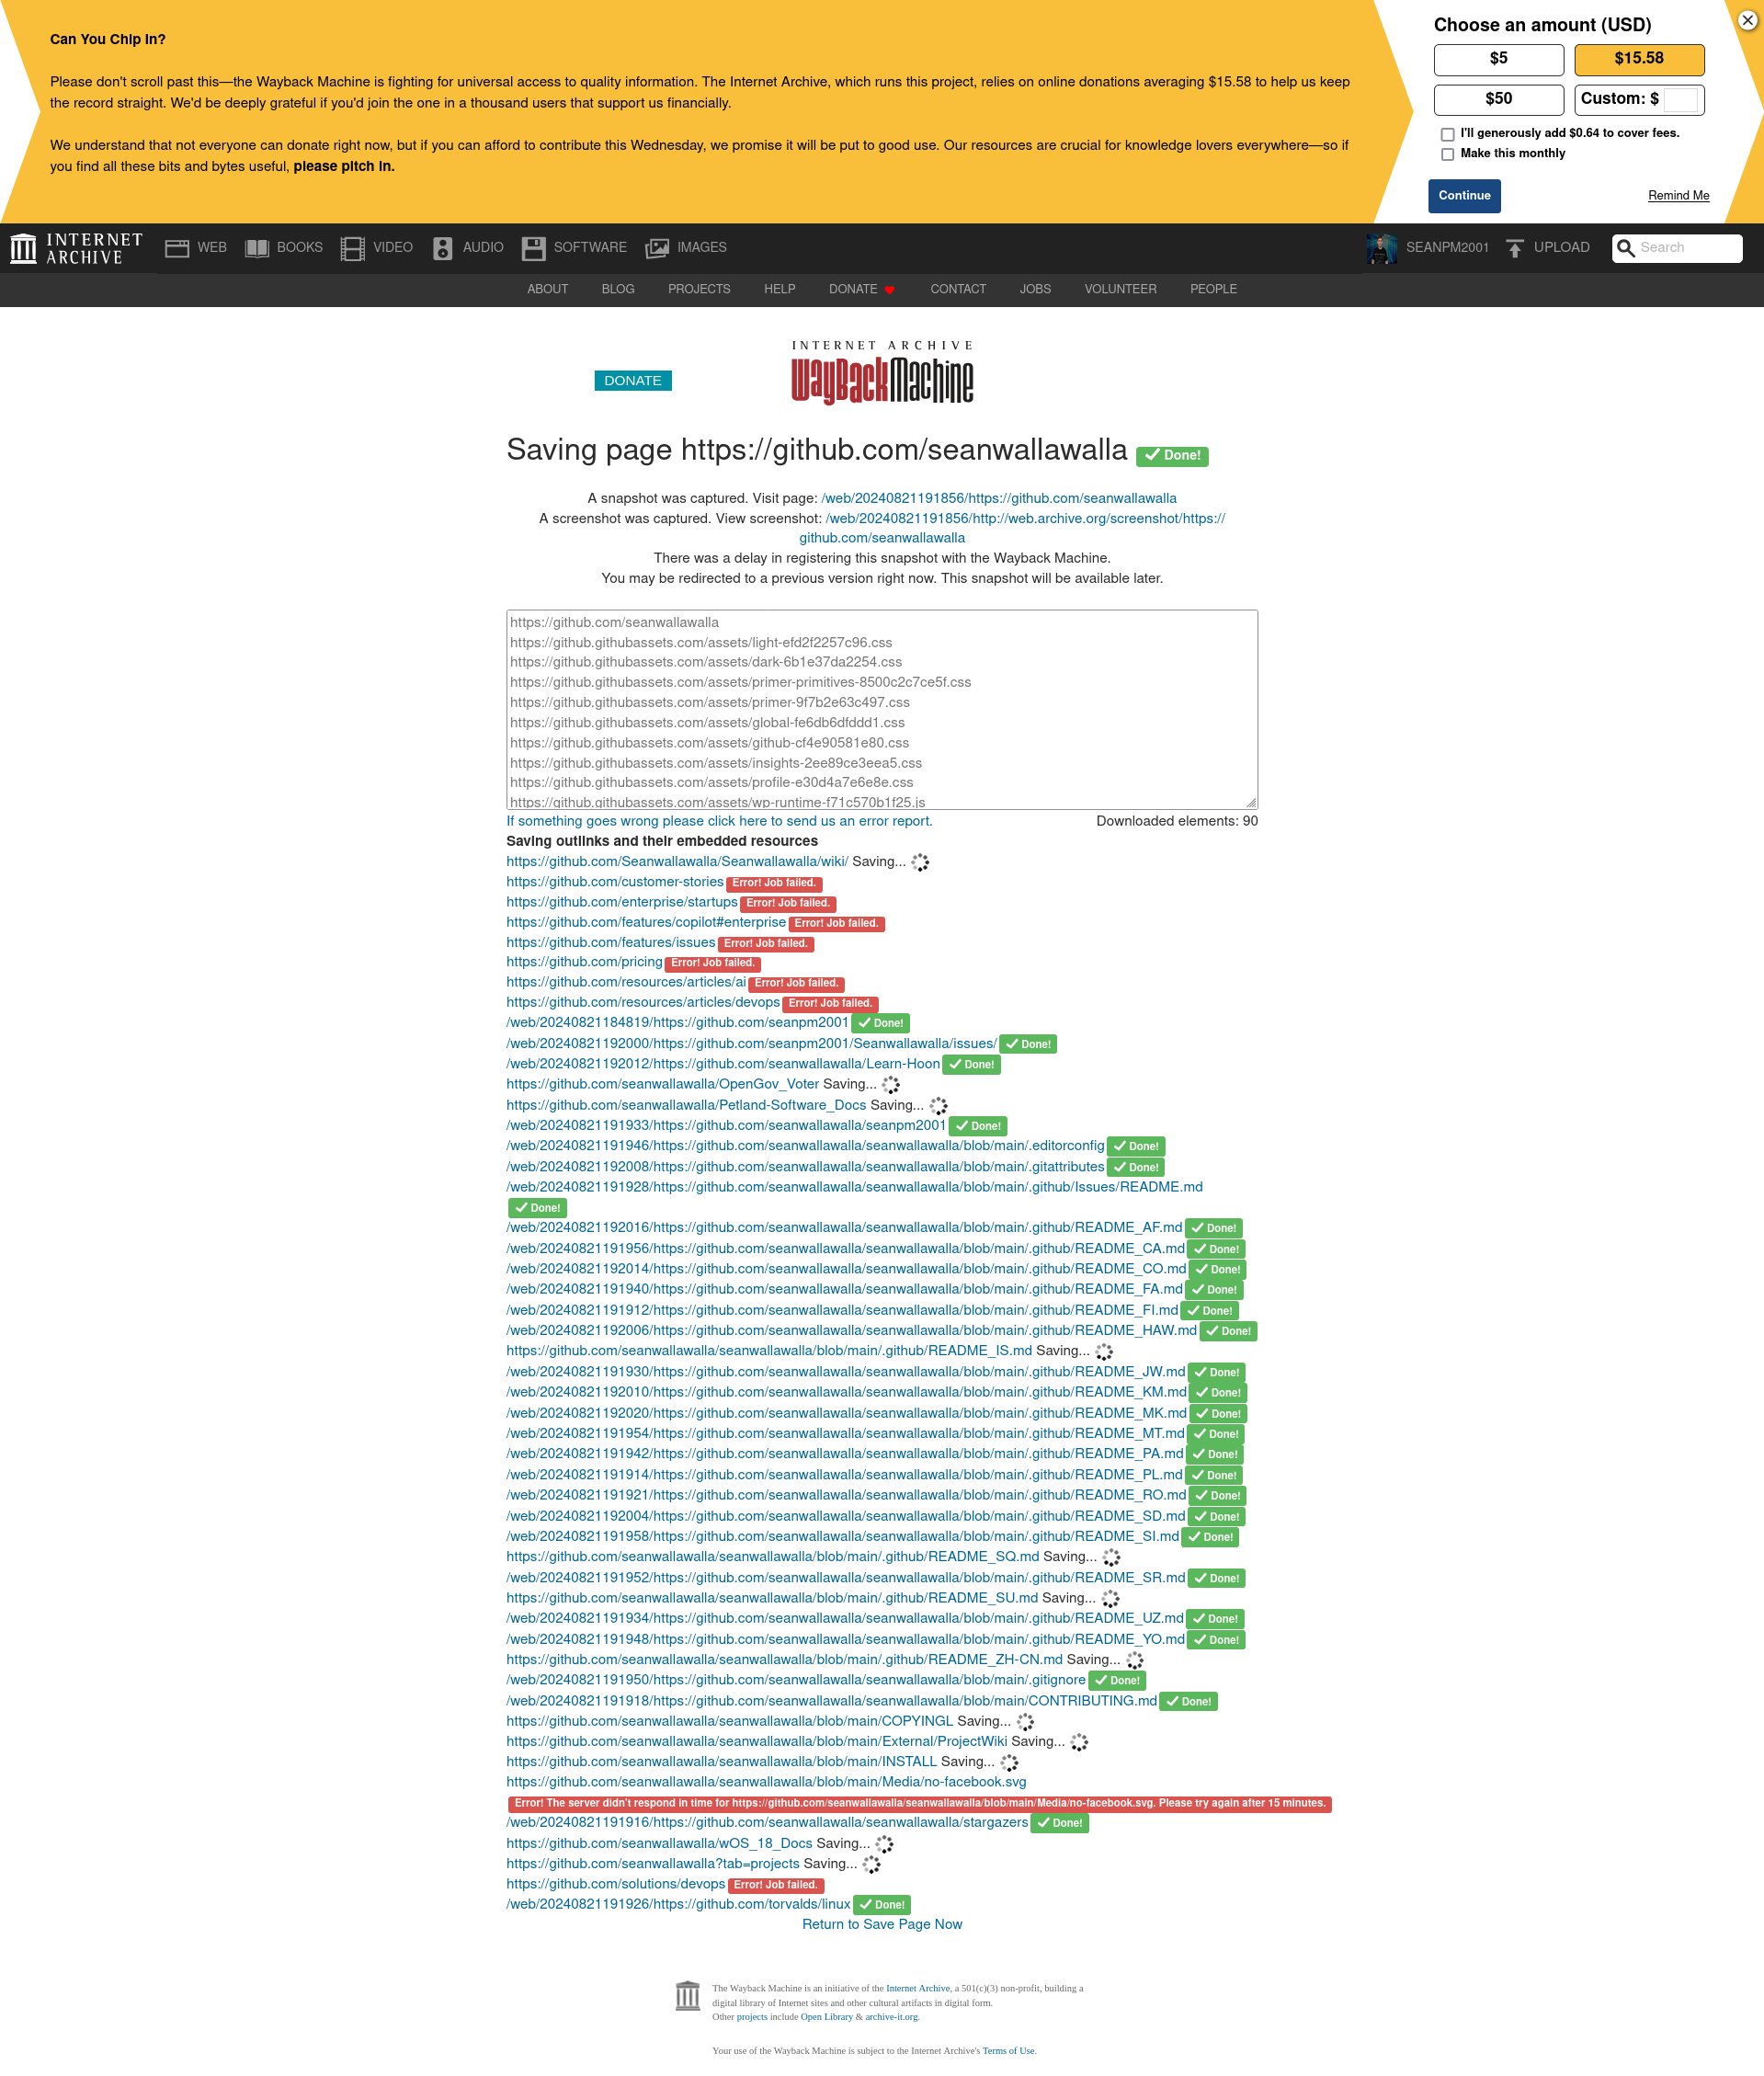 Can You Chip In?
Please don't scroll past this—the Wayback Machine is fighting for universal access to quality information. The Internet Archive, which runs this project, relies on online donations averaging $15.58 to help us keep
the record straight. We'd be deeply grateful if you'd join the one in a thousand users that support us financially.
We understand that not everyone can donate right now, but if you can afford to contribute this Wednesday, we promise it will be put to good use. Our resources are crucial for knowledge lovers everywhere—so if
you find all these bits and bytes useful, please pitch in.
Choose an amount (USD)
$5
$15.58
$50
Custom: $
I'll generously add $0.64 to cover fees.
Make this monthly
Continue
Remind Me
INTERNET
ARCHIVE
WEB BOOKS VIDEO AUDIO SOFTWARE IMAGES
SEANPM2001 UPLOAD Search
ABOUT BLOG PROJECTS HELP DONATE CONTACT JOBS VOLUNTEER PEOPLE
DONATE
INTERNET ARCHIVE
WayBackMachine
Saving page https://github.com/seanwallawalla Done!
A snapshot was captured. Visit page: /web/20240821191856/https://github.com/seanwallawalla
A screenshot was captured. View screenshot: /web/20240821191856/http://web.archive.org/screenshot/https://
github.com/seanwallawalla
There was a delay in registering this snapshot with the Wayback Machine.
You may be redirected to a previous version right now. This snapshot will be available later.
https://github.com/seanwallawalla
https://github.githubassets.com/assets/light-efd2f2257c96.css
https://github.githubassets.com/assets/dark-6b1e37da2254.css
https://github.githubassets.com/assets/primer-primitives-8500c2c7ce5f.css
https://github.githubassets.com/assets/primer-9f7b2e63c497.css
https://github.githubassets.com/assets/global-fe6db6dfddd1.css
https://github.githubassets.com/assets/github-cf4e90581e80.css
https://github.githubassets.com/assets/insights-2ee89ce3eea5.css
https://github.githubassets.com/assets/profile-e30d4a7e6e8e.css
https://github.githubassets.com/assets/wp-runtime-f71c570b1f25.js
If something goes wrong please click here to send us an error report. Downloaded elements: 90
Saving outlinks and their embedded resources
https://github.com/Seanwallawalla/Seanwallawalla/wiki/ Saving...
https://github.com/customer-stories Error! Job failed.
https://github.com/enterprise/startups Error! Job failed.
https://github.com/features/copilot#enterprise Error! Job failed.
https://github.com/features/issues Error! Job failed.
https://github.com/pricing Error! Job failed.
https://github.com/resources/articles/ai Error! Job failed.
https://github.com/resources/articles/devops Error! Job failed.
/web/20240821184819/https://github.com/seanpm2001 Done!
/web/20240821192000/https://github.com/seanpm2001/Seanwallawalla/issues/ Done!
/web/20240821192012/https://github.com/seanwallawalla/Learn-Hoon Done!
https://github.com/seanwallawalla/OpenGov_Voter Saving...
https://github.com/seanwallawalla/Petland-Software_Docs Saving...
/web/20240821191933/https://github.com/seanwallawalla/seanpm2001 Done!
/web/20240821191946/https://github.com/seanwallawalla/seanwallawalla/blob/main/.editorconfig Done!
/web/20240821192008/https://github.com/seanwallawalla/seanwallawalla/blob/main/.gitattributes Done!
/web/20240821191928/https://github.com/seanwallawalla/seanwallawalla/blob/main/.github/Issues/README.md
Done!
/web/20240821192016/https://github.com/seanwallawalla/seanwallawalla/blob/main/.github/README_AF.md Done!
/web/20240821191956/https://github.com/seanwallawalla/seanwallawalla/blob/main/.github/README_CA.md Done!
/web/20240821192014/https://github.com/seanwallawalla/seanwallawalla/blob/main/.github/README_CO.md Done!
/web/20240821191940/https://github.com/seanwallawalla/seanwallawalla/blob/main/.github/README_FA.md Done!
/web/20240821191912/https://github.com/seanwallawalla/seanwallawalla/blob/main/.github/README_FI.md Done!
/web/20240821192006/https://github.com/seanwallawalla/seanwallawalla/blob/main/.github/README_HAW.md Done!
https://github.com/seanwallawalla/seanwallawalla/blob/main/.github/README_IS.md Saving...
/web/20240821191930/https://github.com/seanwallawalla/seanwallawalla/blob/main/.github/README_JW.md Done!
/web/20240821192010/https://github.com/seanwallawalla/seanwallawalla/blob/main/.github/README_KM.md Done!
/web/20240821192020/https://github.com/seanwallawalla/seanwallawalla/blob/main/.github/README_MK.md Done!
/web/20240821191954/https://github.com/seanwallawalla/seanwallawalla/blob/main/.github/README_MT.md Done!
/web/20240821191942/https://github.com/seanwallawalla/seanwallawalla/blob/main/.github/README_PA.md Done!
/web/20240821191914/https://github.com/seanwallawalla/seanwallawalla/blob/main/.github/README_PL.md Done!
/web/20240821191921/https://github.com/seanwallawalla/seanwallawalla/blob/main/.github/README_RO.md Done!
/web/20240821192004/https://github.com/seanwallawalla/seanwallawalla/blob/main/.github/README_SD.md Done!
/web/20240821191958/https://github.com/seanwallawalla/seanwallawalla/blob/main/.github/README_SI.md Done!
https://github.com/seanwallawalla/seanwallawalla/blob/main/.github/README_SQ.md Saving...
/web/20240821191952/https://github.com/seanwallawalla/seanwallawalla/blob/main/.github/README_SR.md Done!
https://github.com/seanwallawalla/seanwallawalla/blob/main/.github/README_SU.md Saving...
/web/20240821191934/https://github.com/seanwallawalla/seanwallawalla/blob/main/.github/README_UZ.md Done!
/web/20240821191948/https://github.com/seanwallawalla/seanwallawalla/blob/main/.github/README_YO.md Done!
https://github.com/seanwallawalla/seanwallawalla/blob/main/.github/README_ZH-CN.md Saving...
/web/20240821191950/https://github.com/seanwallawalla/seanwallawalla/blob/main/.gitignore Done!
/web/20240821191918/https://github.com/seanwallawalla/seanwallawalla/blob/main/CONTRIBUTING.md Done!
https://github.com/seanwallawalla/seanwallawalla/blob/main/COPYINGL Saving...
https://github.com/seanwallawalla/seanwallawalla/blob/main/External/ProjectWiki Saving...
https://github.com/seanwallawalla/seanwallawalla/blob/main/INSTALL Saving...
https://github.com/seanwallawalla/seanwallawalla/blob/main/Media/no-facebook.svg
Error! The server didn't respond in time for https://github.com/seanwallawalla/seanwallawalla/blob/main/Media/no-facebook.svg. Please try again after 15 minutes.
/web/20240821191916/https://github.com/seanwallawalla/seanwallawalla/stargazers Done!
https://github.com/seanwallawalla/wOS_18_Docs Saving...
https://github.com/seanwallawalla?tab=projects Saving...
https://github.com/solutions/devops Error! Job failed.
/web/20240821191926/https://github.com/torvalds/linux Done!
Return to Save Page Now
The Wayback Machine is an initiative of the Internet Archive, a 501(c)(3) non-profit, building a
digital library of Internet sites and other cultural artifacts in digital form.
Other projects include Open Library & archive-it.org.
Your use of the Wayback Machine is subject to the Internet Archive's Terms of Use.